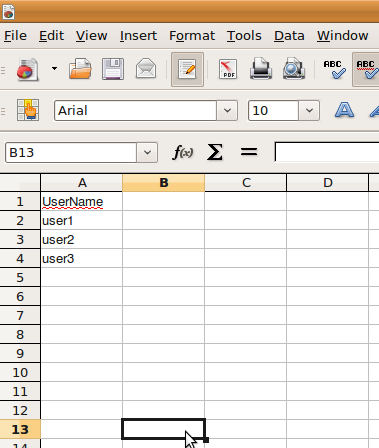 File Edit View Insert Format Tools Data Window
PDF ABC ABC
Arial 10 A A
B13 f(x) Σ =
A B C D
1 UserName
2 user1
3 user2
4 user3
5
6
7
8
9
10
11
12
13
14